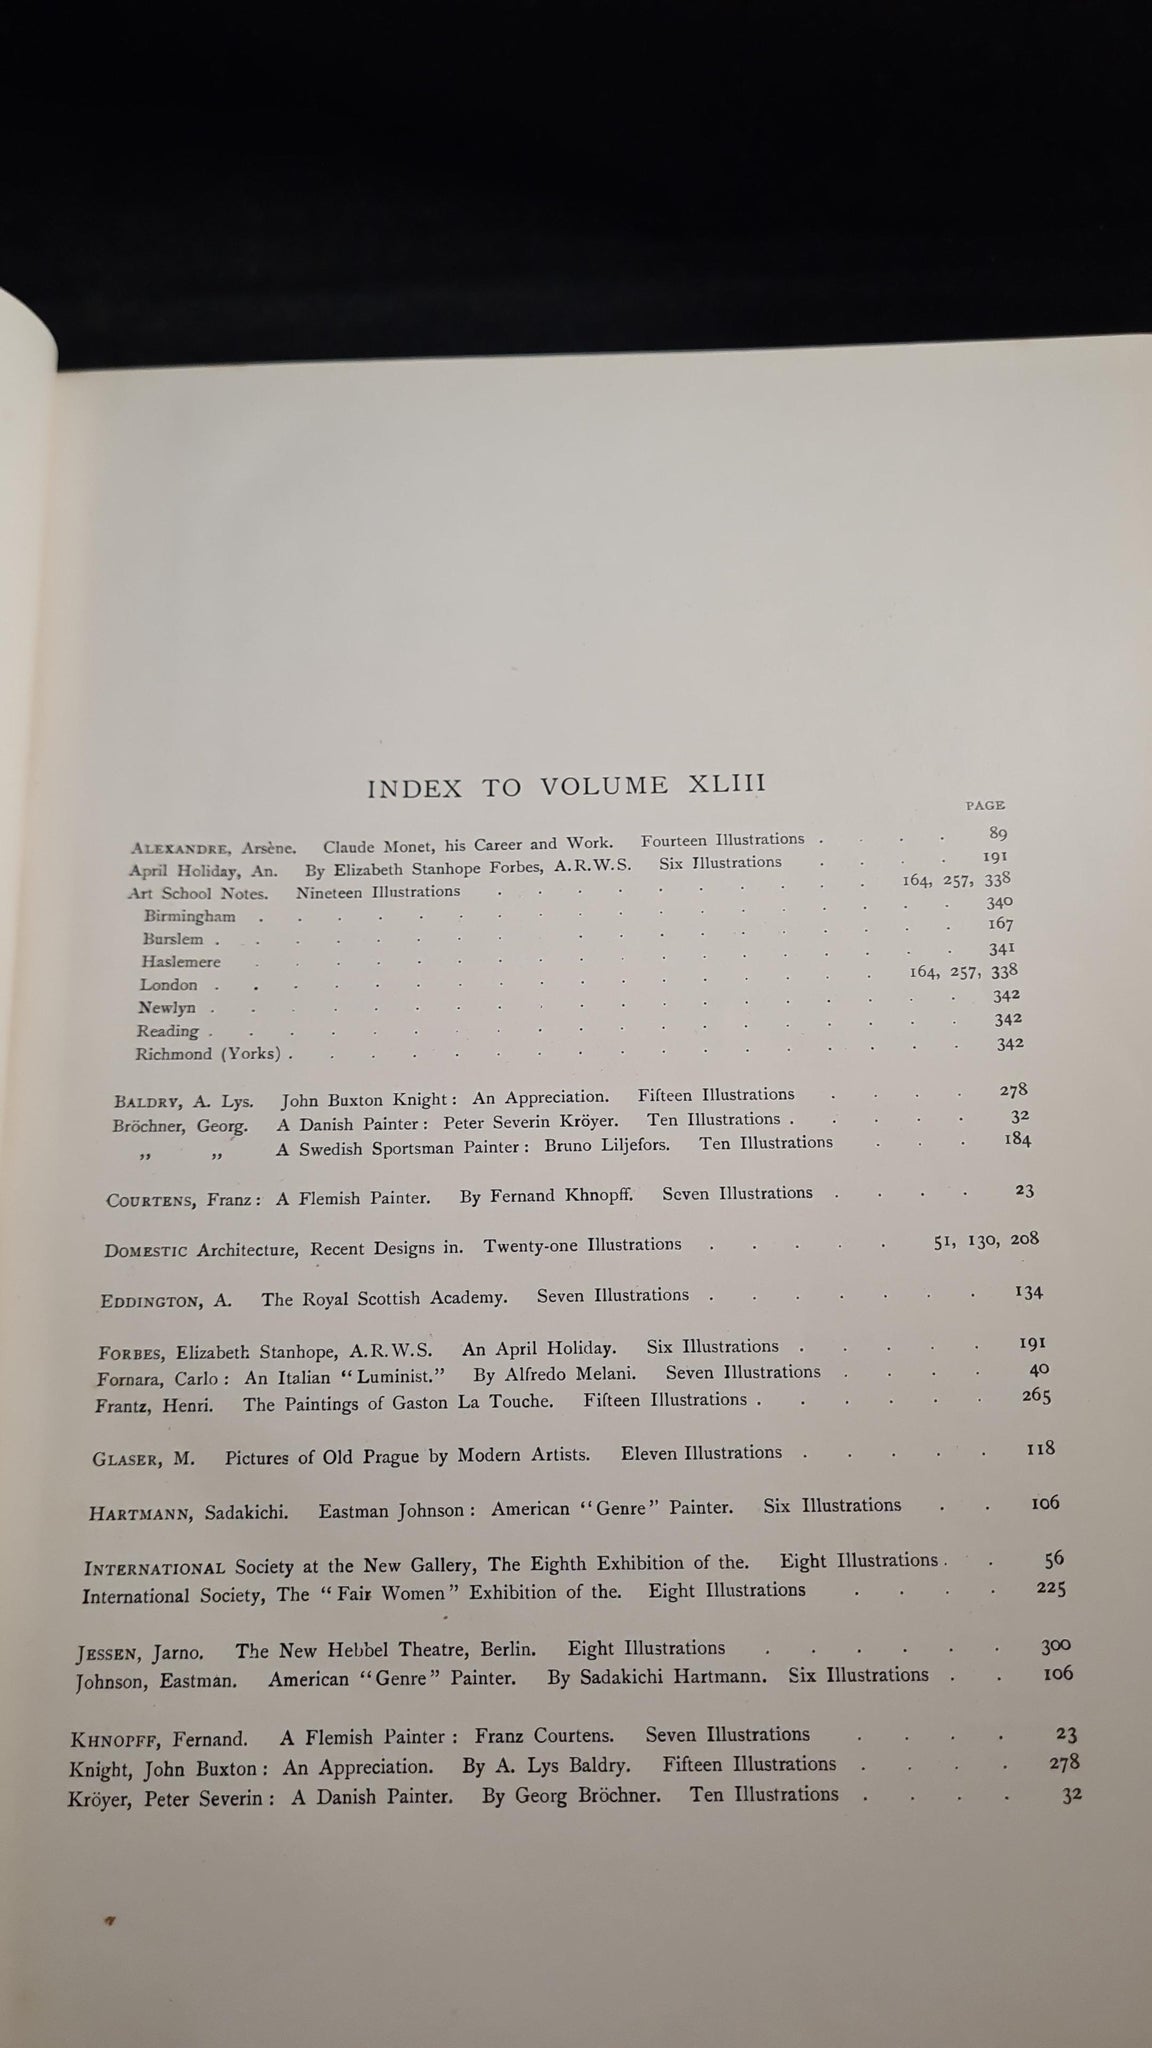 INDEX TO VOLUME XLIII
PAGE
ALEXANDRE, Arsène. Claude Monet, his Career and Work. Fourteen Illustrations . . . . 89
April Holiday, An. By Elizabeth Stanhope Forbes, A.R.W.S. Six Illustrations . . . . 191
Art School Notes. Nineteen Illustrations . . . . . . . . . . 164, 257, 338
Birmingham . . . . . . . . . . . . . . . . . . 340
Burslem . . . . . . . . . . . . . . . . . . . 167
Haslemere . . . . . . . . . . . . . . . . . . 341
London . . . . . . . . . . . . . . . . . 164, 257, 338
Newlyn . . . . . . . . . . . . . . . . . . . 342
Reading . . . . . . . . . . . . . . . . . . . 342
Richmond (Yorks) . . . . . . . . . . . . . . . . . 342
BALDRY, A. Lys. John Buxton Knight: An Appreciation. Fifteen Illustrations . . . . 278
Bröchner, Georg. A Danish Painter: Peter Severin Kröyer. Ten Illustrations . . . . . 32
„ „ A Swedish Sportsman Painter: Bruno Liljefors. Ten Illustrations . . . 184
COURTENS, Franz: A Flemish Painter. By Fernand Khnopff. Seven Illustrations . . . . 23
DOMESTIC Architecture, Recent Designs in. Twenty-one Illustrations . . . . . 51, 130, 208
EDDINGTON, A. The Royal Scottish Academy. Seven Illustrations . . . . . . . 134
FORBES, Elizabeth Stanhope, A.R.W.S. An April Holiday. Six Illustrations . . . . . 191
Fornara, Carlo: An Italian “Luminist.” By Alfredo Melani. Seven Illustrations . . . . 40
Frantz, Henri. The Paintings of Gaston La Touche. Fifteen Illustrations . . . . . . 265
GLASER, M. Pictures of Old Prague by Modern Artists. Eleven Illustrations . . . . . 118
HARTMANN, Sadakichi. Eastman Johnson: American “Genre” Painter. Six Illustrations . . 106
INTERNATIONAL Society at the New Gallery, The Eighth Exhibition of the. Eight Illustrations . . 56
International Society, The “Fair Women” Exhibition of the. Eight Illustrations . . . . 225
JESSEN, Jarno. The New Hebbel Theatre, Berlin. Eight Illustrations . . . . . . 300
Johnson, Eastman. American “Genre” Painter. By Sadakichi Hartmann. Six Illustrations . . 106
KHNOPFF, Fernand. A Flemish Painter: Franz Courtens. Seven Illustrations . . . . 23
Knight, John Buxton: An Appreciation. By A. Lys Baldry. Fifteen Illustrations . . . . 278
Kröyer, Peter Severin: A Danish Painter. By Georg Bröchner. Ten Illustrations . . . . 32